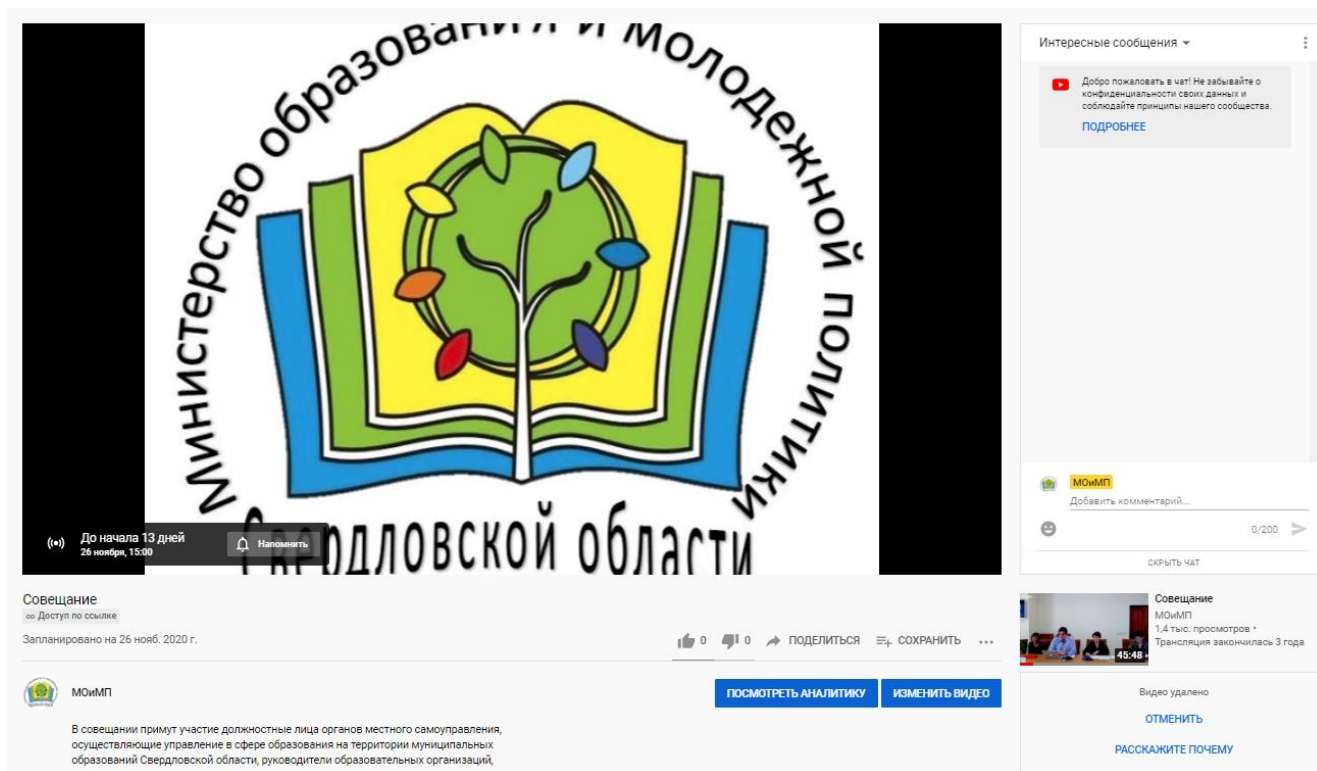 Министерство образования и молодежной политики
Свердловской области
До начала 13 дней
26 ноября, 15:00
Напомнить
Совещание
Доступ по ссылке
Запланировано на 26 нояб. 2020 г.
0
0
ПОДЕЛИТЬСЯ
СОХРАНИТЬ
МОиМП
ПОСМОТРЕТЬ АНАЛИТИКУ
ИЗМЕНИТЬ ВИДЕО
В совещании примут участие должностные лица органов местного самоуправления,
осуществляющие управление в сфере образования на территории муниципальных
образований Свердловской области, руководители образовательных организаций,
Интересные сообщения
Добро пожаловать в чат! Не забывайте о
конфиденциальности своих данных и
соблюдайте принципы нашего сообщества.
ПОДРОБНЕЕ
МОиМП
Добавить комментарий...
0/200
СКРЫТЬ ЧАТ
45:48
Совещание
МОиМП
1,4 тыс. просмотров •
Трансляция закончилась 3 года
Видео удалено
ОТМЕНИТЬ
РАССКАЖИТЕ ПОЧЕМУ